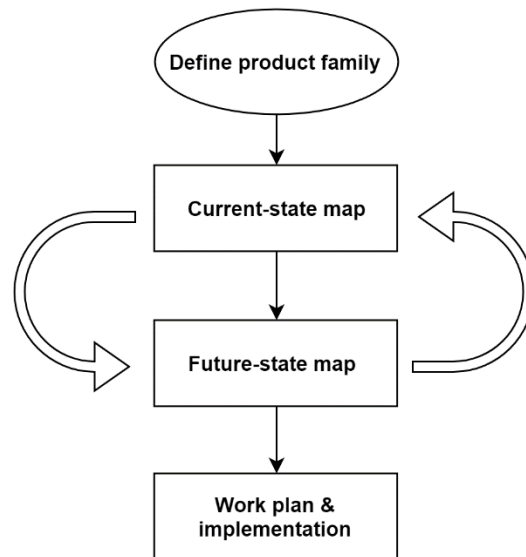 Define product family
Current-state map
Future-state map
Work plan &
implementation